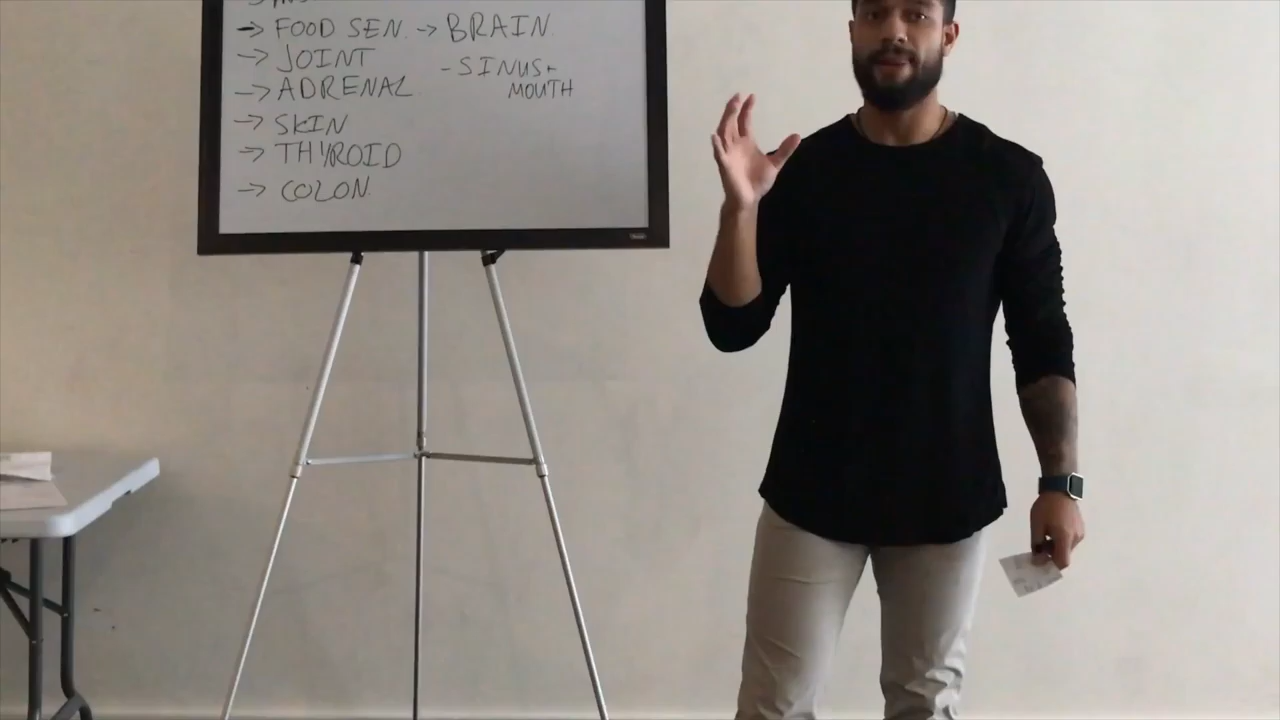 → FOOD SEN. → BRAIN.
→ JOINT - SINUS +
→ ADRENAL MOUTH
→ SKIN
→ THYROID
→ COLON.